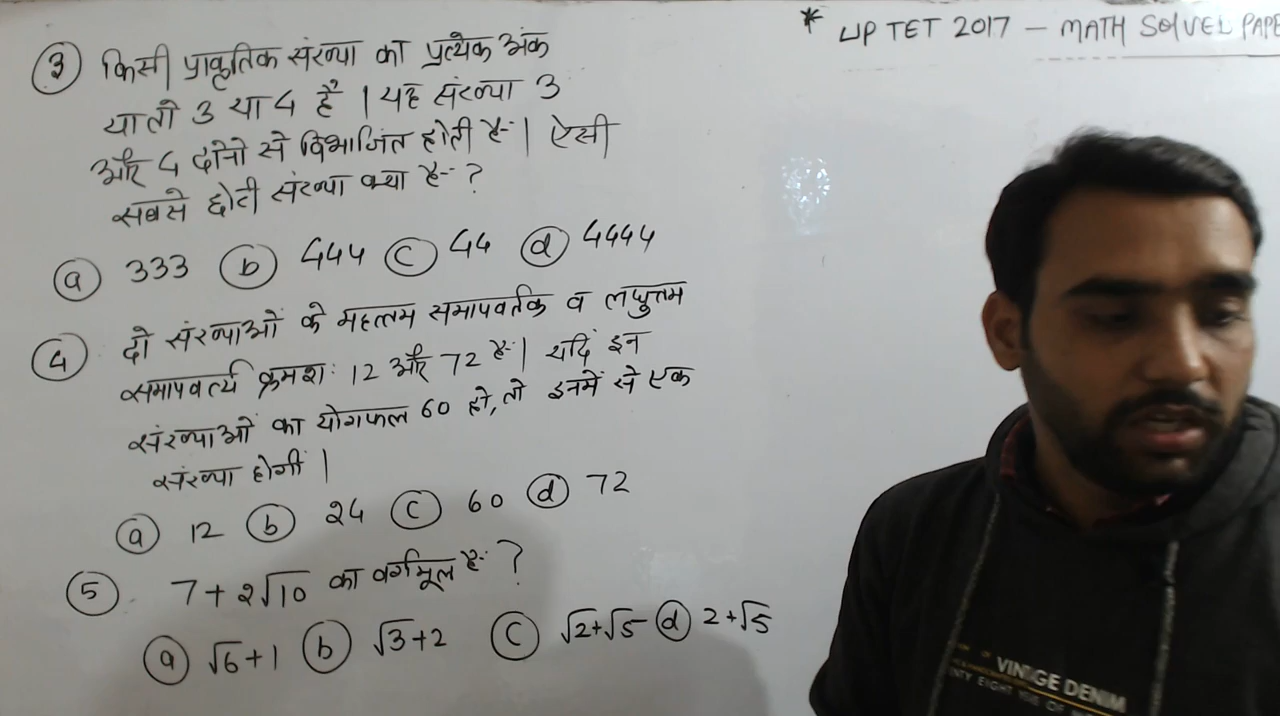 * UP TET 2017 – MATH SOLVED PAPE
③ किसी प्राकृतिक संख्या का प्रत्येक अंक
या तो 3 या 4 है । यह संख्या 3
और 4 दोनो से विभाजित होती है । ऐसी
सबसे छोटी संख्या क्या है ?
ⓐ 333 ⓑ 444 ⓒ 44 ⓓ 4444
④ दो संख्याओं के महत्तम समापवर्तक व लघुत्तम
समापवर्त्य क्रमशः 12 और 72 है । यदि इन
संख्याओं का योगफल 60 हो, तो इनमें से एक
संख्या होगी ।
ⓐ 12 ⓑ 24 ⓒ 60 ⓓ 72
⑤ 7+2√10 का वर्गमूल है ?
ⓐ √6+1 ⓑ √3+2 ⓒ √2+√5 ⓓ 2+√5
VINTAGE DENIM